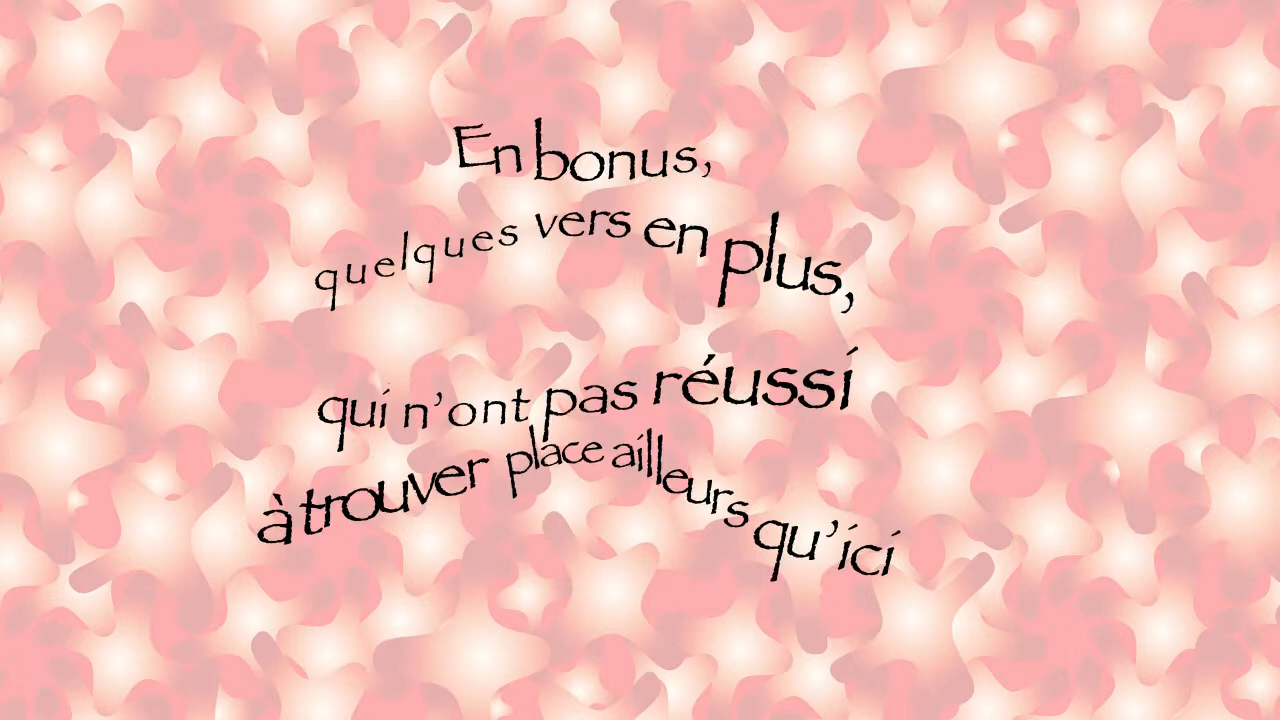 En bonus,
quelques vers en plus,
qui n’ont pas réussi
à trouver place ailleurs qu’ici